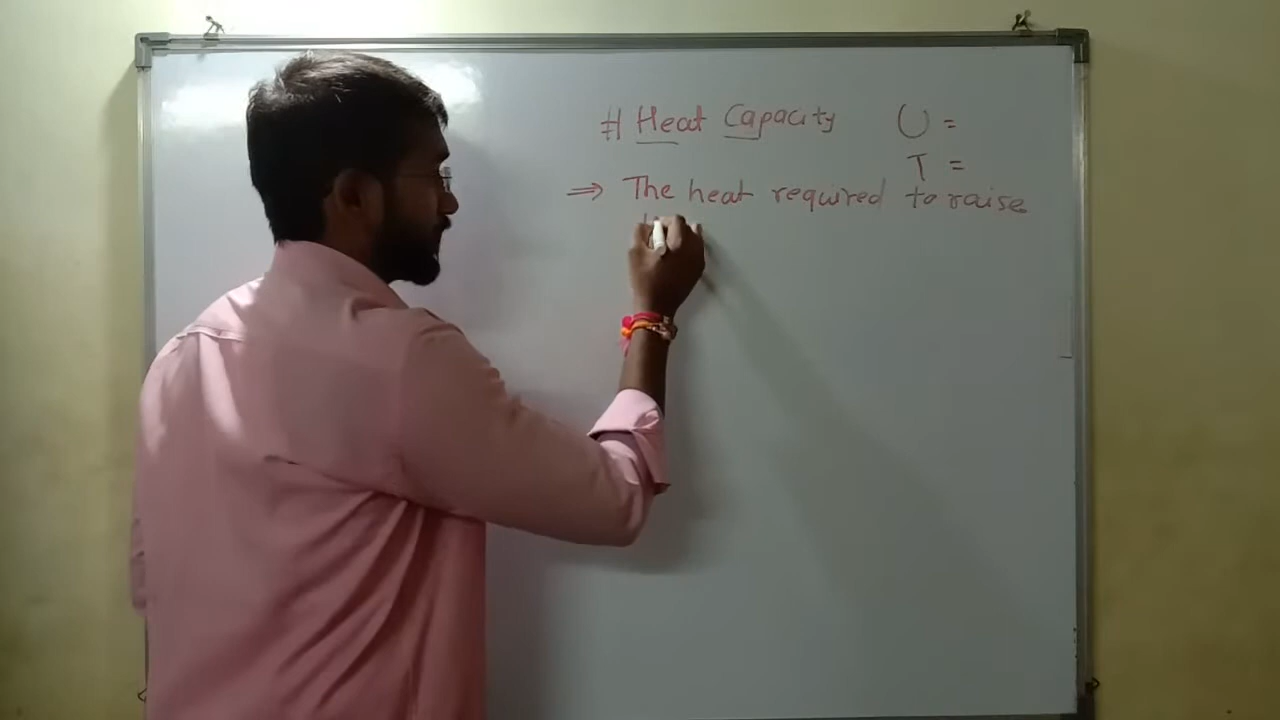 # Heat Capacity U =
T =
⇒ The heat required to raise